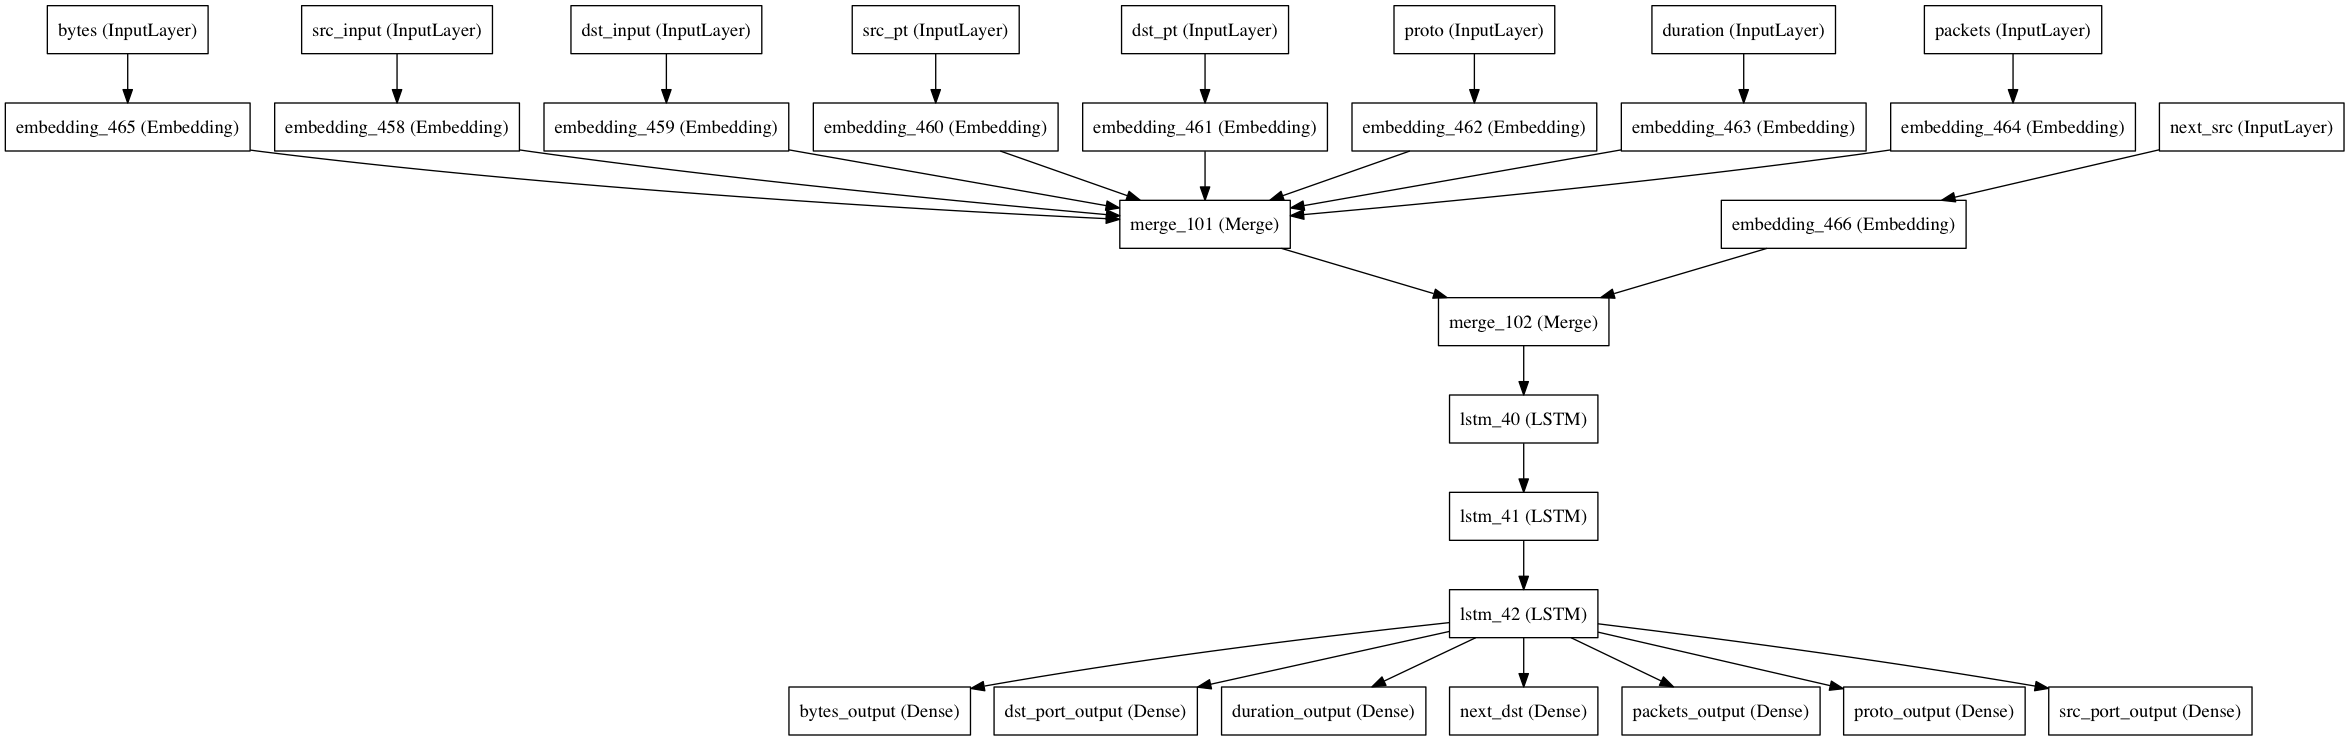 bytes (InputLayer)
src_input (InputLayer)
dst_input (InputLayer)
src_pt (InputLayer)
dst_pt (InputLayer)
proto (InputLayer)
duration (InputLayer)
packets (InputLayer)
embedding_465 (Embedding)
embedding_458 (Embedding)
embedding_459 (Embedding)
embedding_460 (Embedding)
embedding_461 (Embedding)
embedding_462 (Embedding)
embedding_463 (Embedding)
embedding_464 (Embedding)
next_src (InputLayer)
merge_101 (Merge)
embedding_466 (Embedding)
merge_102 (Merge)
lstm_40 (LSTM)
lstm_41 (LSTM)
lstm_42 (LSTM)
bytes_output (Dense)
dst_port_output (Dense)
duration_output (Dense)
next_dst (Dense)
packets_output (Dense)
proto_output (Dense)
src_port_output (Dense)